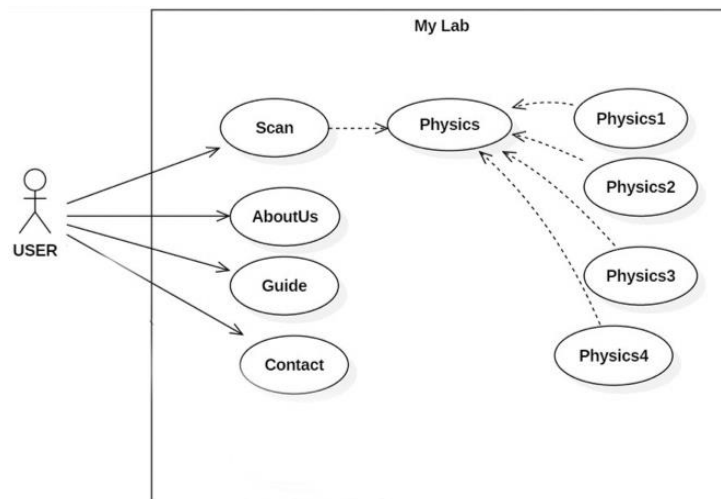 My Lab
Scan
Physics
Physics1
Physics2
AboutUs
USER
Guide
Physics3
Physics4
Contact